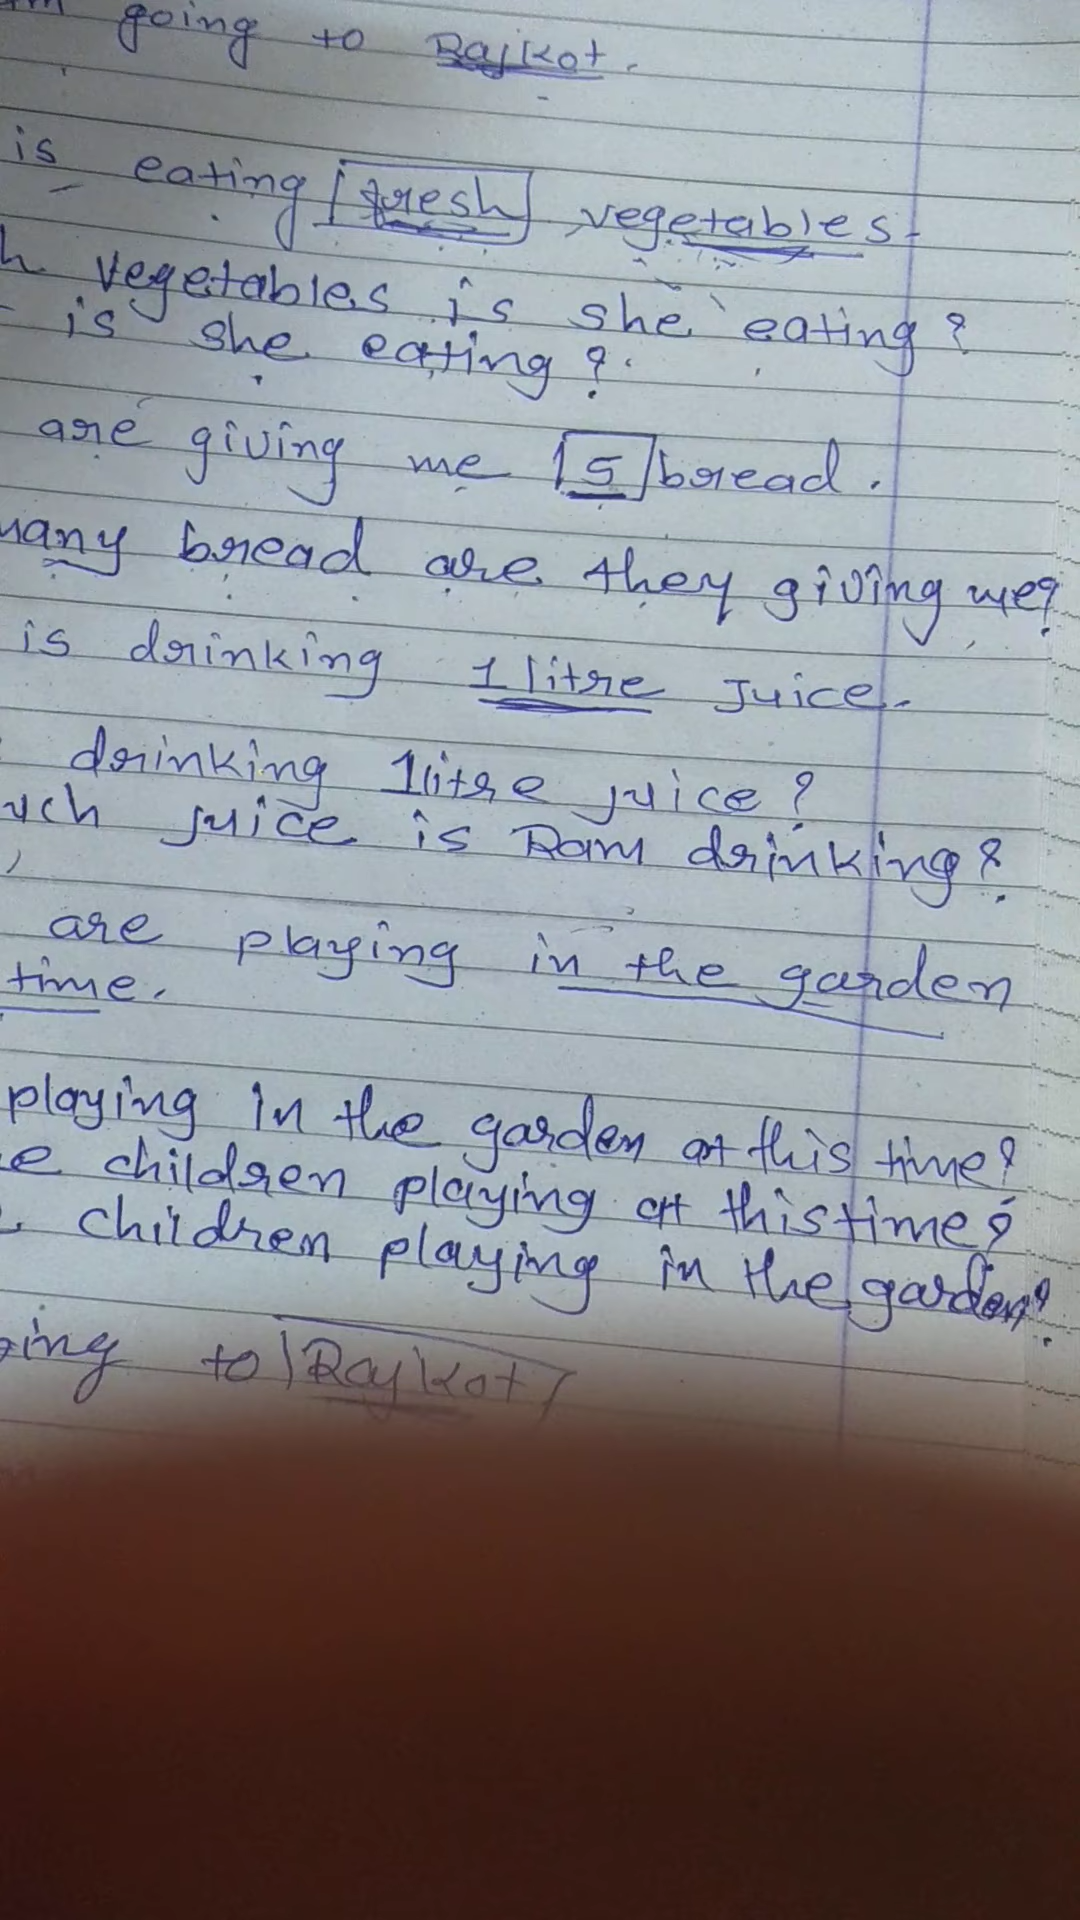 going to Rajkot.
is eating fresh vegetables.
vegetables is she eating?
is she eating?
are giving me 5 bread.
many bread are they giving me?
is drinking 1 litre Juice.
drinking 1 litre juice?
juice is Ram drinking?
are playing in the garden
time.
playing in the garden at this time?
children playing at this time?
children playing in the garden?
to Rajkot